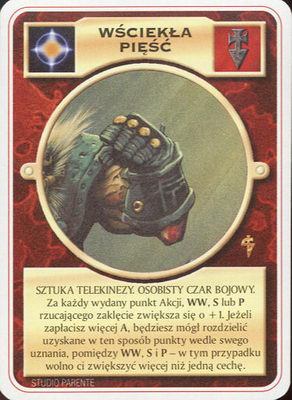 WŚCIEKŁA
PIĘŚĆ
SZTUKA TELEKINEZY. OSOBISTY CZAR BOJOWY.
Za każdy wydany punkt Akcji, WW, S lub P
rzucającego zaklęcie zwiększa się o +1. Jeżeli
zapłacisz więcej A, będziesz mógł rozdzielić
uzyskane w ten sposób punkty wedle swego
uznania, pomiędzy WW, S i P – w tym przypadku
wolno ci zwiększyć więcej niż jedną cechę.
STUDIO PARENTE